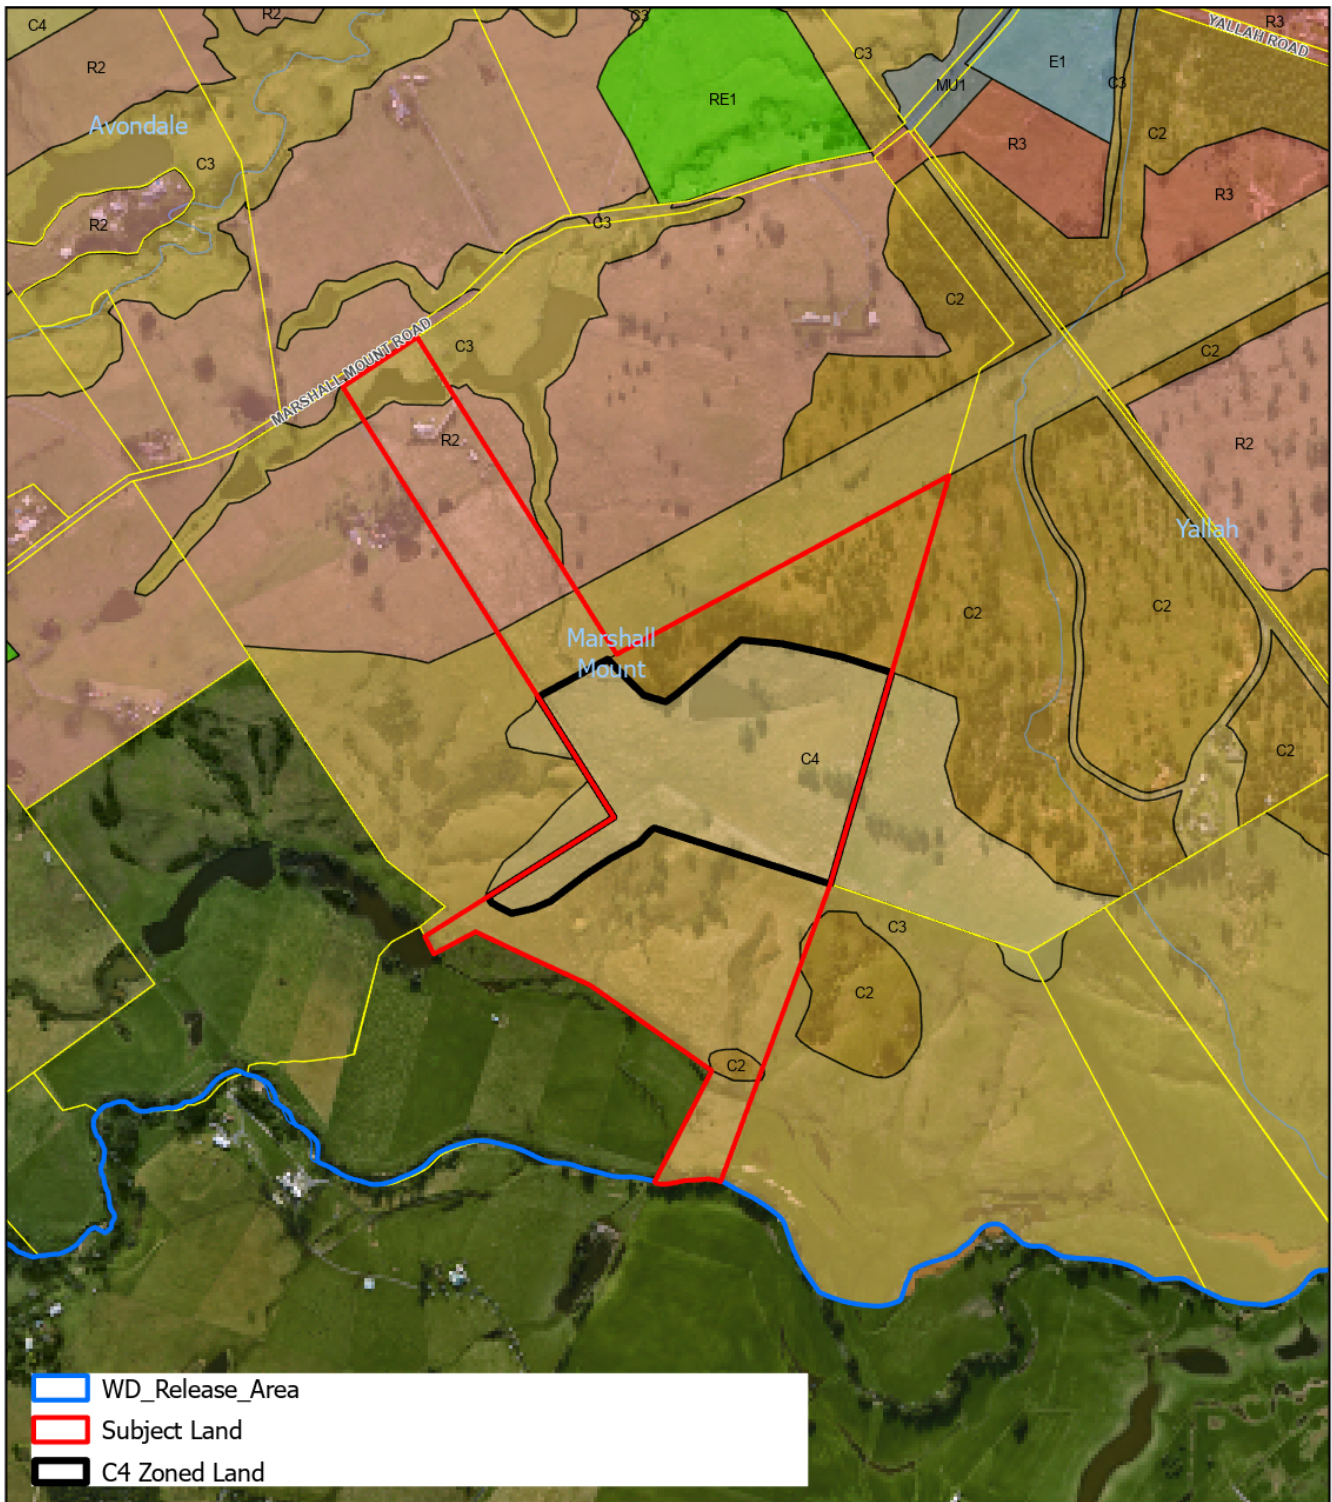 C4
R2
C3
R2
R3
YALLAH ROAD
R2
C3
E1
C3
MU1
RE1
Avondale
C2
R3
C3
R3
R2
C3
C2
MARSHALL MOUNT ROAD
C3
C2
R2
R2
Yallah
C2
C2
Marshall
Mount
C4
C2
C3
C2
C2
WD_Release_Area
Subject Land
C4 Zoned Land